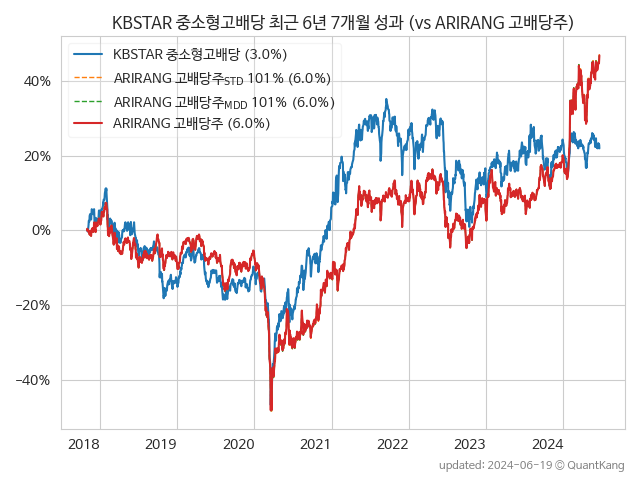 KBSTAR 중소형고배당 최근 6년 7개월 성과 (vs ARIRANG 고배당주)
KBSTAR 중소형고배당 (3.0%)
ARIRANG 고배당주STD 101% (6.0%)
ARIRANG 고배당주MDD 101% (6.0%)
ARIRANG 고배당주 (6.0%)
40%
20%
0%
−20%
−40%
2018 2019 2020 2021 2022 2023 2024
updated: 2024-06-19 ⓒ QuantKang